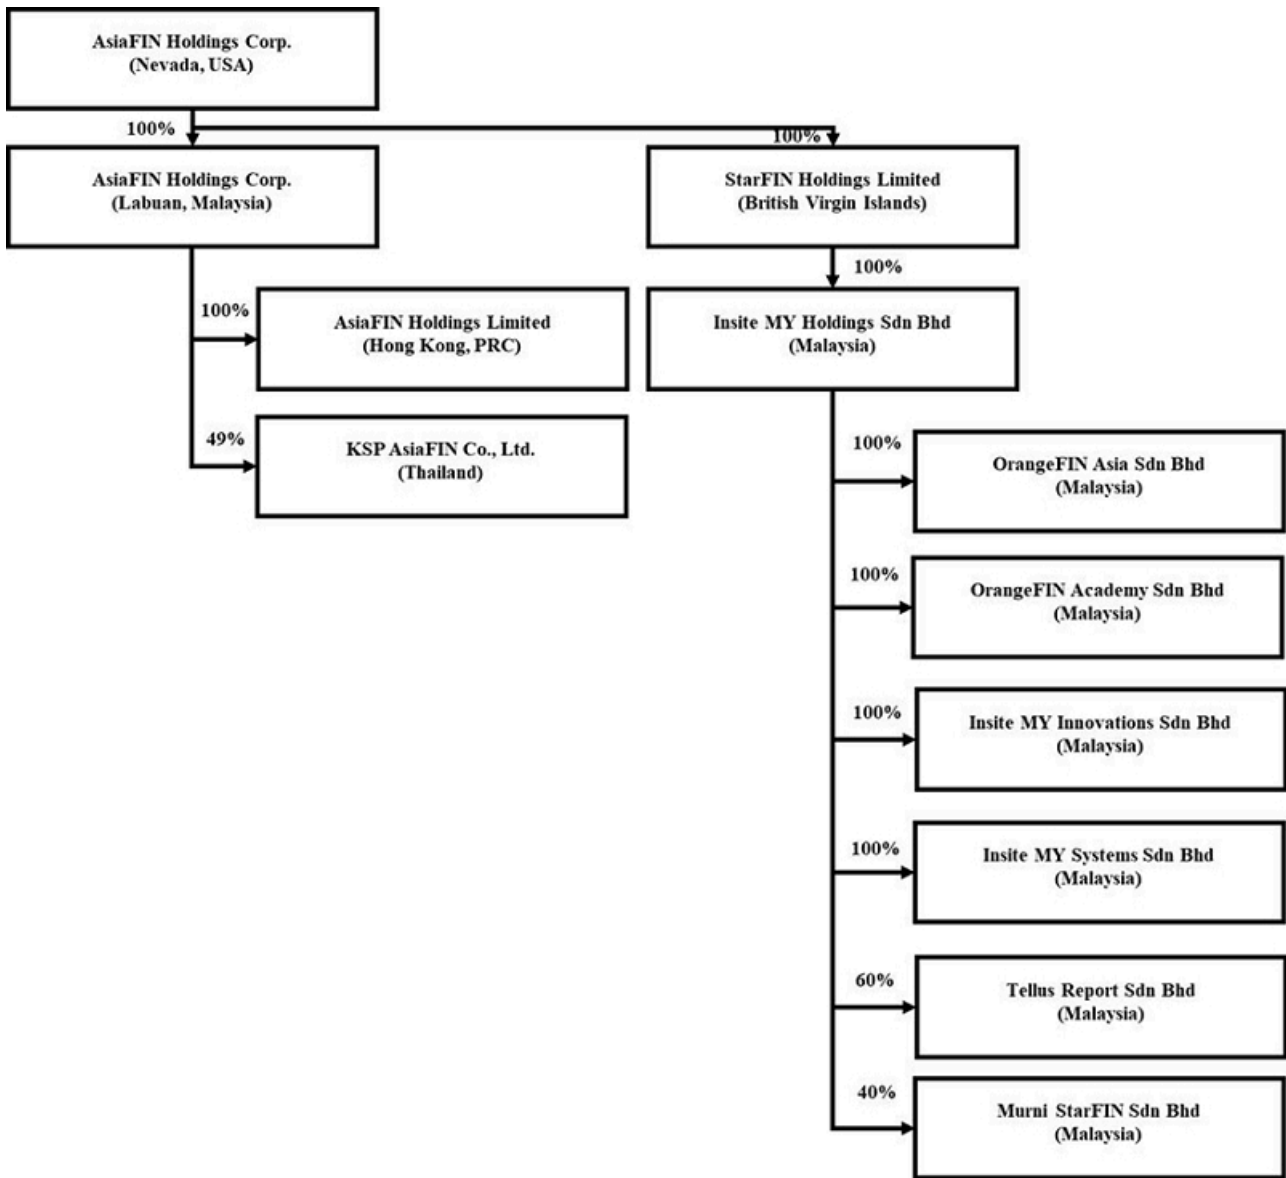 AsiaFIN Holdings Corp.
(Nevada, USA)
100%
100%
AsiaFIN Holdings Corp.
(Labuan, Malaysia)
StarFIN Holdings Limited
(British Virgin Islands)
100%
100%
AsiaFIN Holdings Limited
(Hong Kong, PRC)
Insite MY Holdings Sdn Bhd
(Malaysia)
49%
KSP AsiaFIN Co., Ltd.
(Thailand)
100%
OrangeFIN Asia Sdn Bhd
(Malaysia)
100%
OrangeFIN Academy Sdn Bhd
(Malaysia)
100%
Insite MY Innovations Sdn Bhd
(Malaysia)
100%
Insite MY Systems Sdn Bhd
(Malaysia)
60%
Tellus Report Sdn Bhd
(Malaysia)
40%
Murni StarFIN Sdn Bhd
(Malaysia)